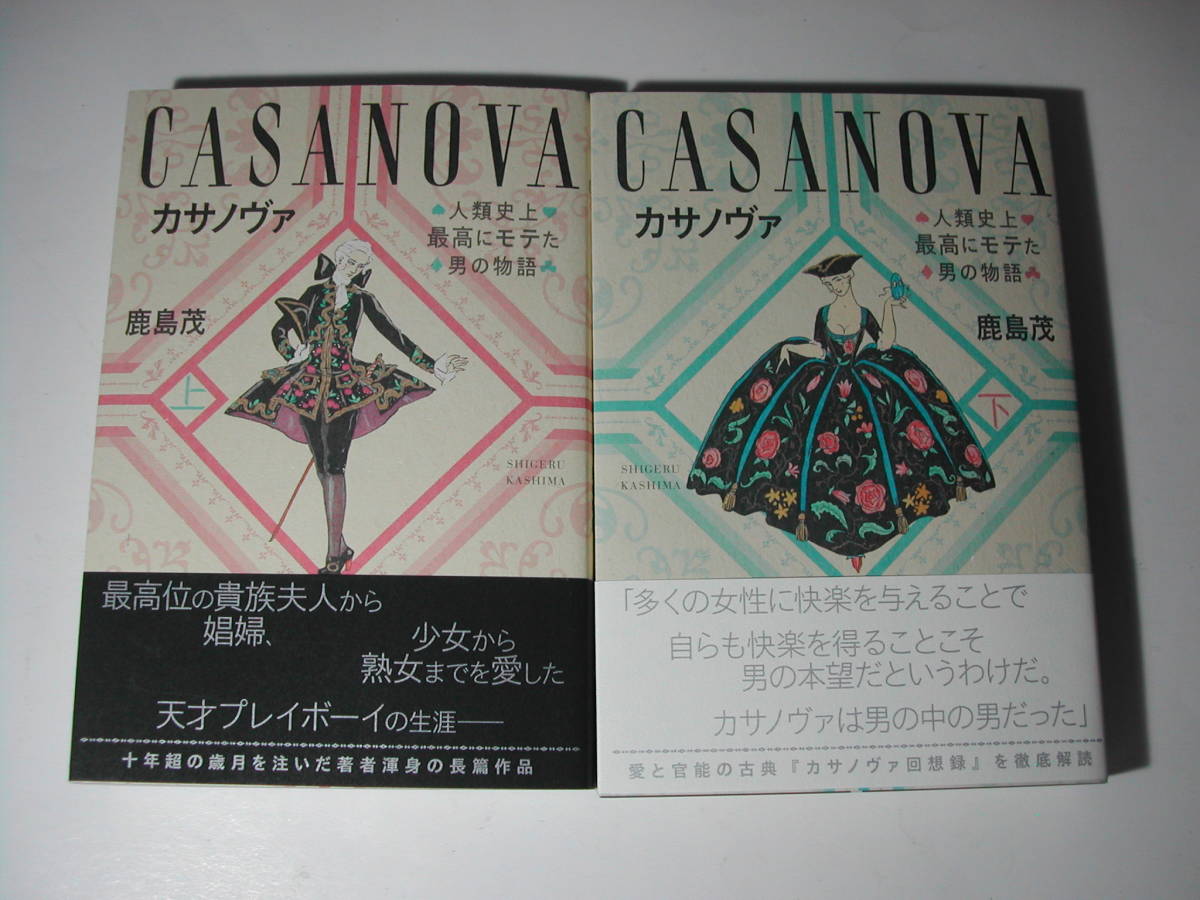 CASANOVA
カサノヴァ
人類史上
最高にモテた
男の物語
鹿島茂
上
SHIGERU
KASHIMA
最高位の貴族夫人から
娼婦、
少女から
熟女までを愛した
天才プレイボーイの生涯――
十年超の歳月を注いだ著者渾身の長篇作品
CASANOVA
カサノヴァ
人類史上
最高にモテた
男の物語
鹿島茂
下
SHIGERU
KASHIMA
「多くの女性に快楽を与えることで
自らも快楽を得ることこそ
男の本望だというわけだ。
カサノヴァは男の中の男だった」
愛と官能の古典『カサノヴァ回想録』を徹底解読